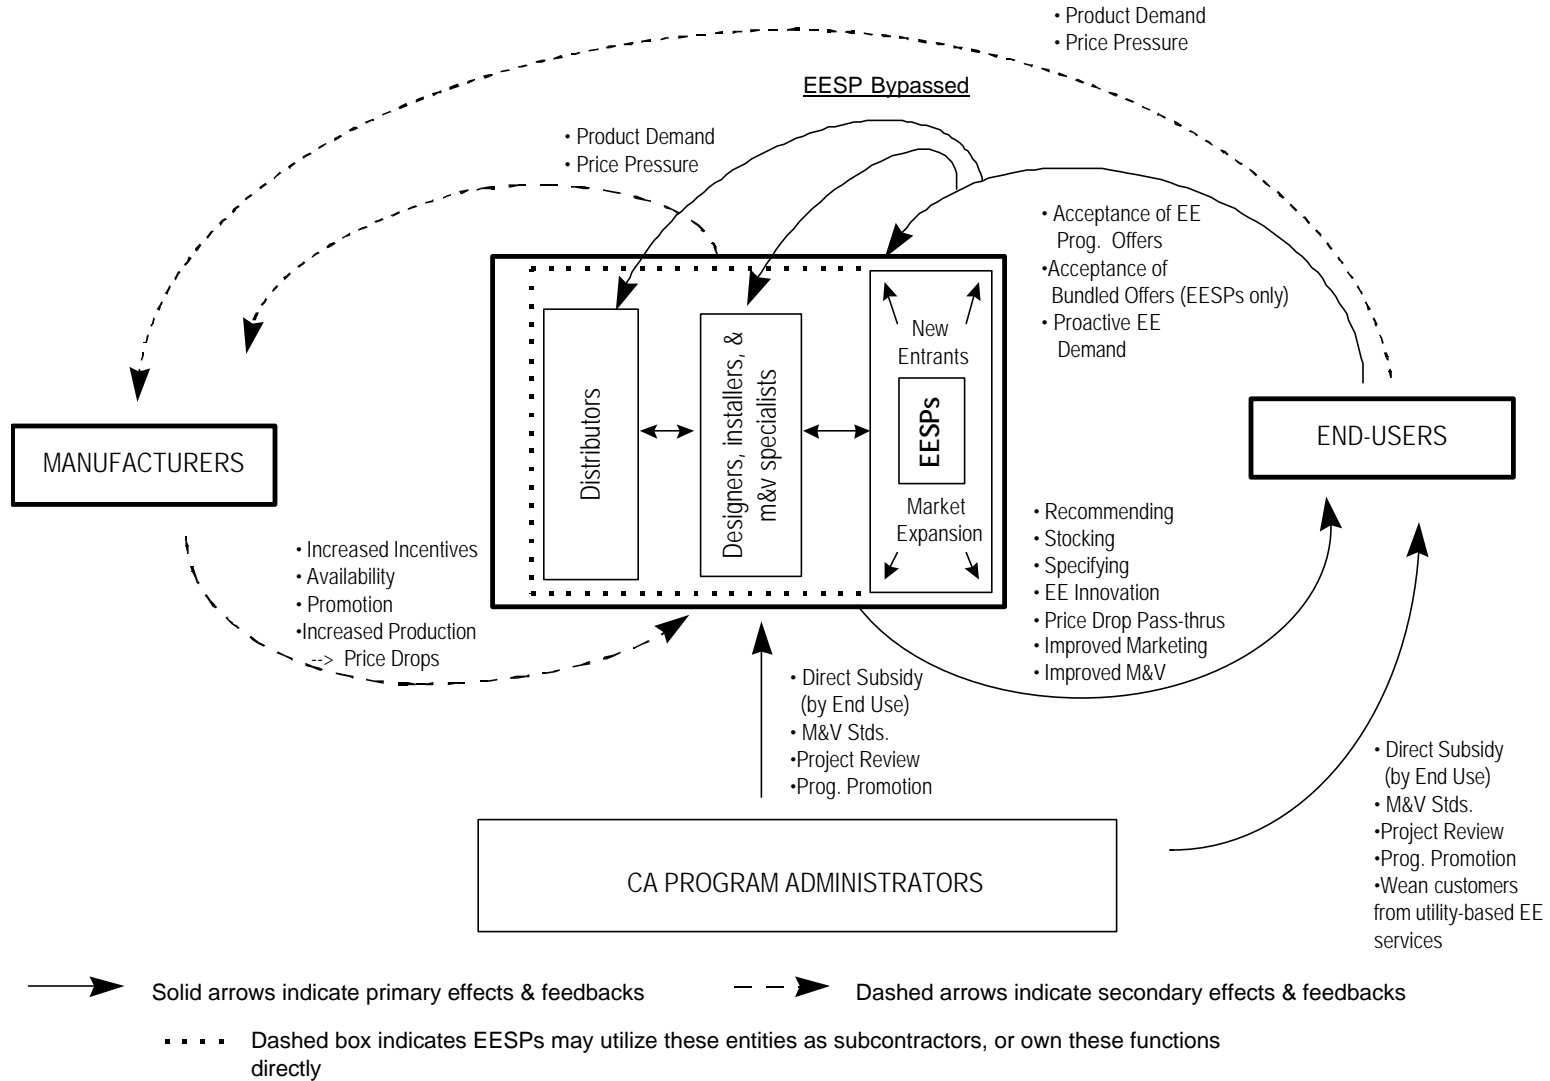 • Product Demand
• Price Pressure
EESP Bypassed
• Product Demand
• Price Pressure
• Acceptance of EE
Prog. Offers
•Acceptance of
Bundled Offers (EESPs only)
• Proactive EE
Demand
New
Entrants
EESPs
Market
Expansion
Distributors
Designers, installers, &
m&v specialists
MANUFACTURERS
END-USERS
• Increased Incentives
• Availability
• Promotion
•Increased Production
--> Price Drops
• Recommending
• Stocking
• Specifying
• EE Innovation
• Price Drop Pass-thrus
• Improved Marketing
• Improved M&V
• Direct Subsidy
(by End Use)
• M&V Stds.
•Project Review
•Prog. Promotion
• Direct Subsidy
(by End Use)
• M&V Stds.
•Project Review
•Prog. Promotion
•Wean customers
from utility-based EE
services
CA PROGRAM ADMINISTRATORS
Solid arrows indicate primary effects & feedbacks
Dashed arrows indicate secondary effects & feedbacks
Dashed box indicates EESPs may utilize these entities as subcontractors, or own these functions
directly